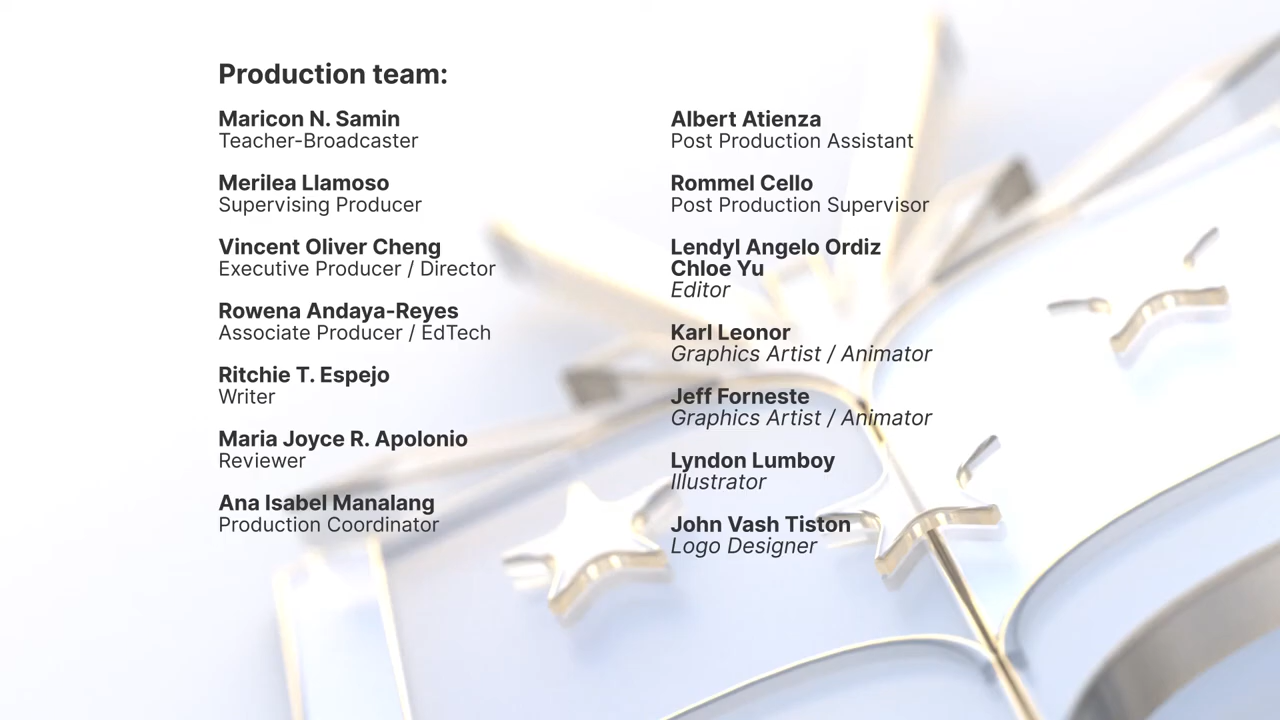 Production team:
Maricon N. Samin
Teacher-Broadcaster
Merilea Llamoso
Supervising Producer
Vincent Oliver Cheng
Executive Producer / Director
Rowena Andaya-Reyes
Associate Producer / EdTech
Ritchie T. Espejo
Writer
Maria Joyce R. Apolonio
Reviewer
Ana Isabel Manalang
Production Coordinator
Albert Atienza
Post Production Assistant
Rommel Cello
Post Production Supervisor
Lendyl Angelo Ordiz
Chloe Yu
Editor
Karl Leonor
Graphics Artist / Animator
Jeff Forneste
Graphics Artist / Animator
Lyndon Lumboy
Illustrator
John Vash Tiston
Logo Designer